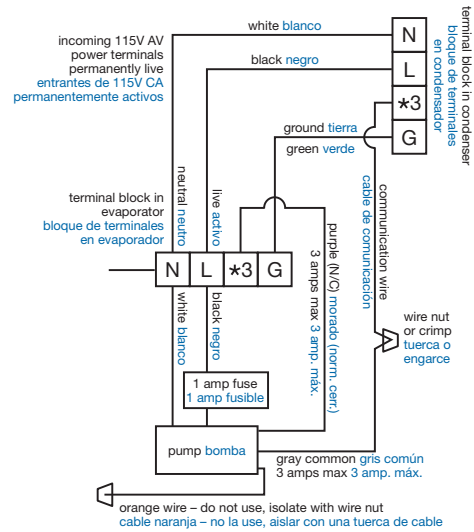 white blanco
N
incoming 115V AV
power terminals
permanently live
entrantes de 115V CA
permanentemente activos
black negro
L
*3
G
terminal block in condenser
bloque de terminales
en condensador
ground tierra
green verde
neutral neutro
live activo
communication wire
cable de comunicación
terminal block in
evaporator
bloque de terminales
en evaporador
N L *3 G
purple (N/C) morado (norm. cerr.)
3 amps max 3 amp. máx.
white blanco
black negro
wire nut
or crimp
tuerca o
engarce
1 amp fuse
1 amp fusible
pump bomba
gray common gris común
3 amps max 3 amp. máx.
orange wire – do not use, isolate with wire nut
cable naranja – no la use, aislar con una tuerca de cable